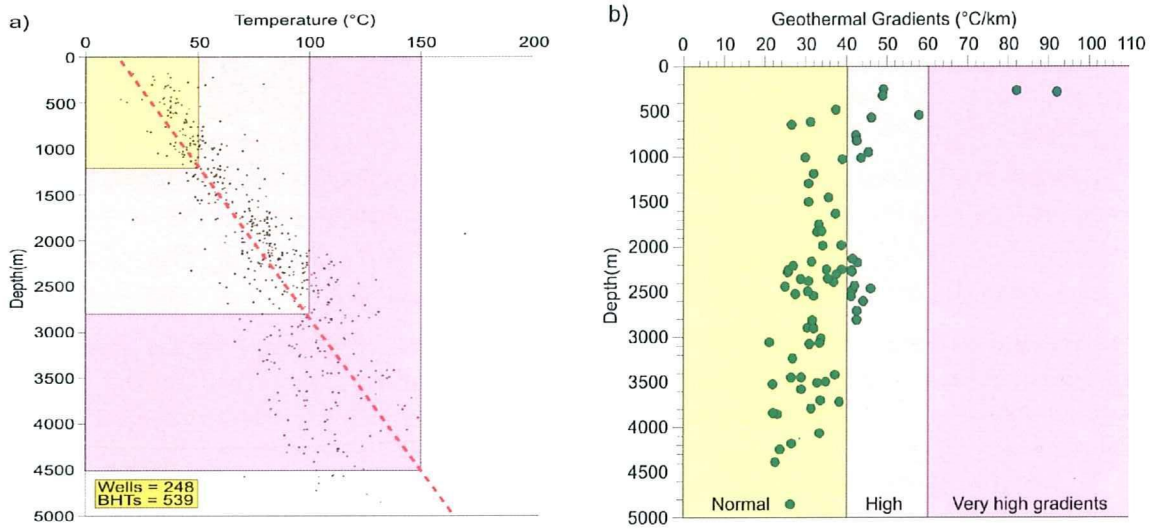 a)
Temperature (°C)
0 50 100 150 200
0
500
1000
1500
2000
2500
3000
3500
4000
4500
5000
Depth(m)
Wells = 248
BHTs = 539
b)
Geothermal Gradients (°C/km)
0 10 20 30 40 50 60 70 80 90 100 110
0
500
1000
1500
2000
2500
3000
3500
4000
4500
5000
Depth(m)
Normal High Very high gradients